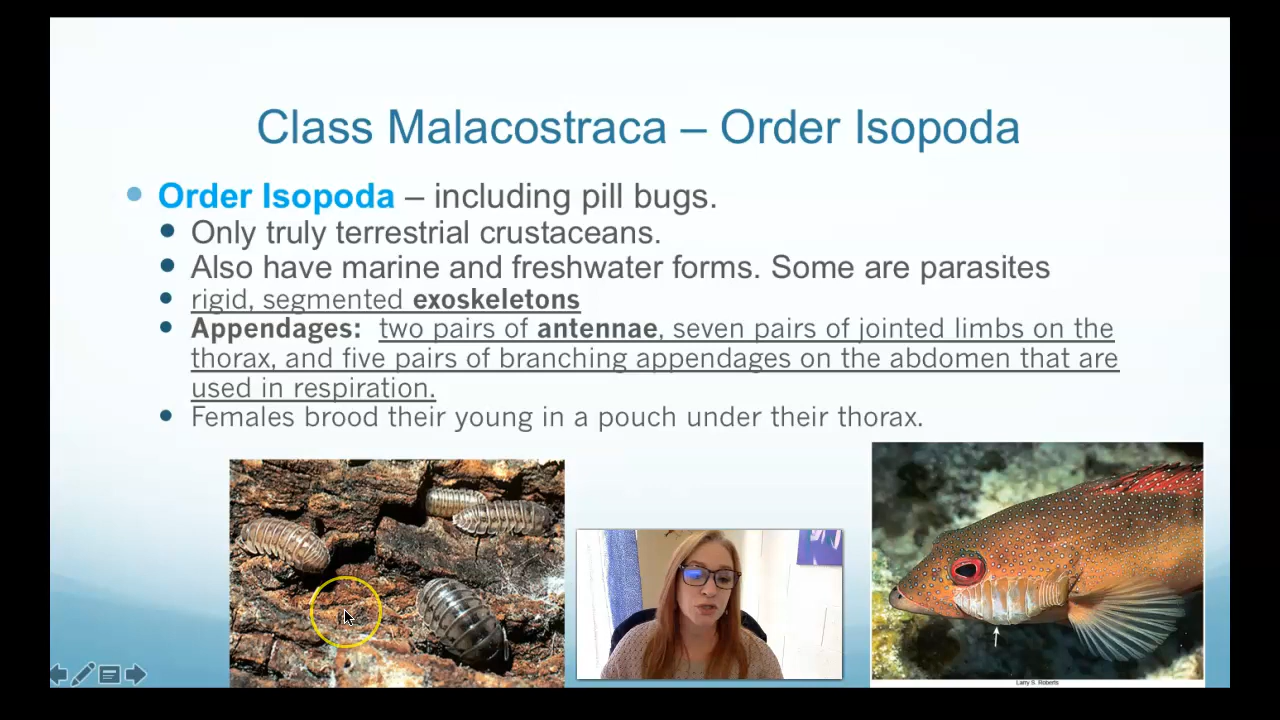 Class Malacostraca – Order Isopoda
Order Isopoda – including pill bugs.
Only truly terrestrial crustaceans.
Also have marine and freshwater forms. Some are parasites
rigid, segmented exoskeletons
Appendages: two pairs of antennae, seven pairs of jointed limbs on the
thorax, and five pairs of branching appendages on the abdomen that are
used in respiration.
Females brood their young in a pouch under their thorax.
Larry S. Roberts